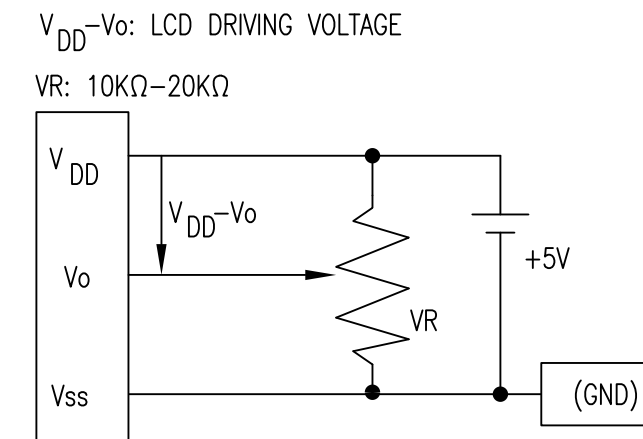 VDD-Vo: LCD DRIVING VOLTAGE
VR: 10KΩ-20KΩ
VDD
VDD-Vo
Vo
+5V
VR
Vss
(GND)